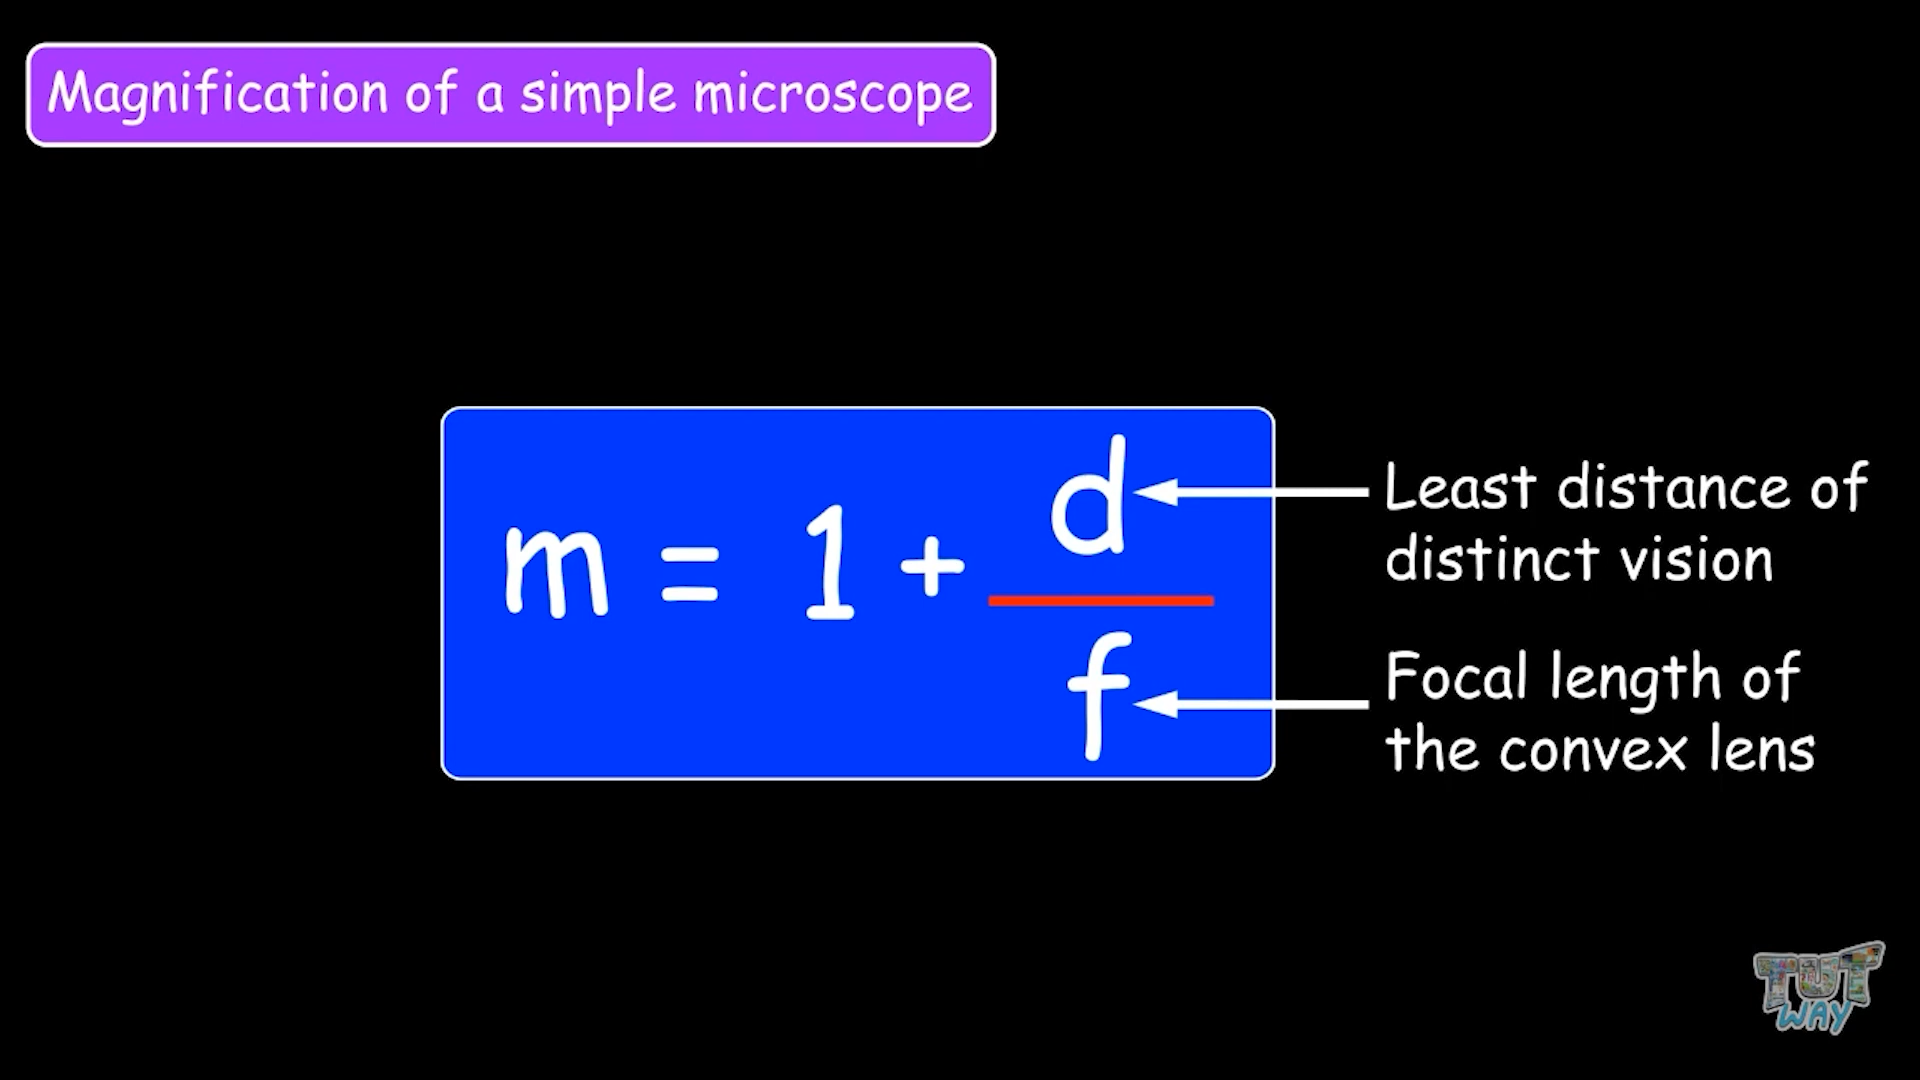 Magnification of a simple microscope
m = 1 + d/f
Least distance of
distinct vision
Focal length of
the convex lens
TUT
WAY